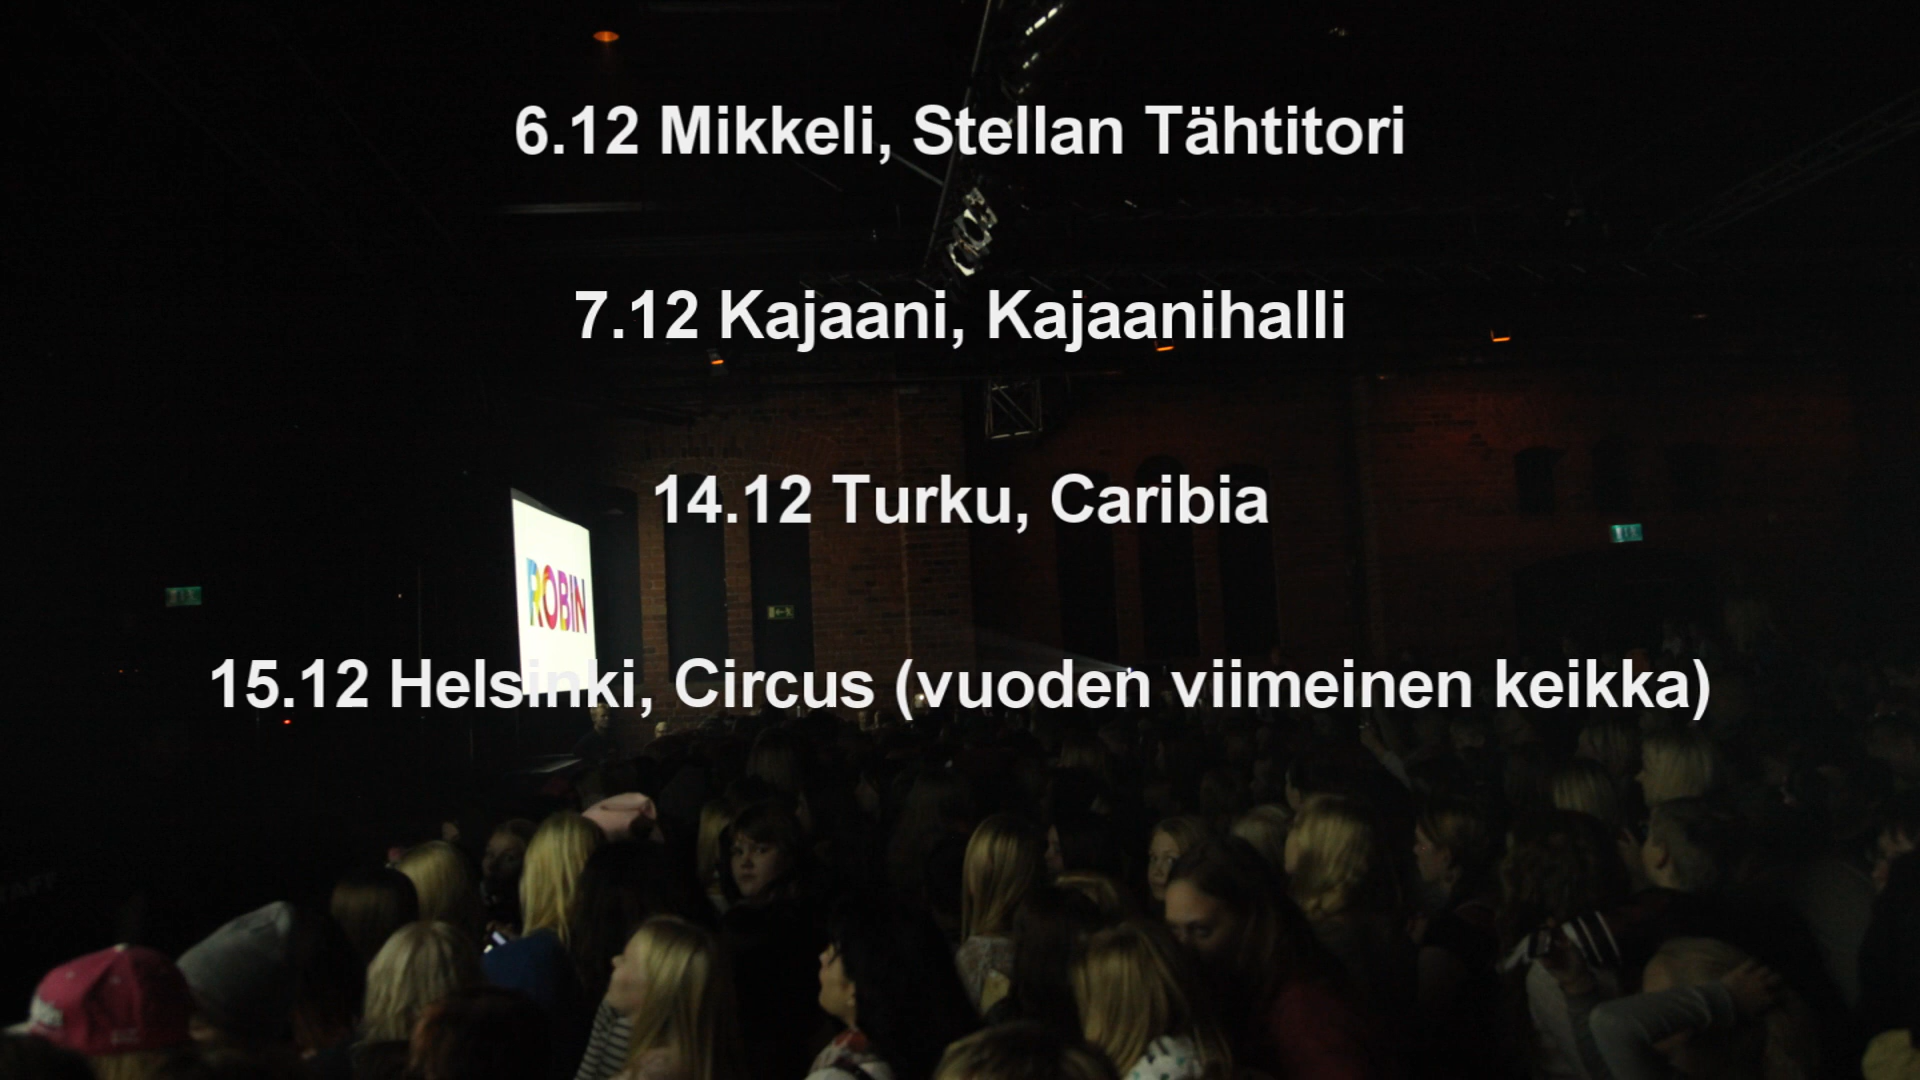 6.12 Mikkeli, Stellan Tähtitori
7.12 Kajaani, Kajaanihalli
14.12 Turku, Caribia
ROBIN
15.12 Helsinki, Circus (vuoden viimeinen keikka)